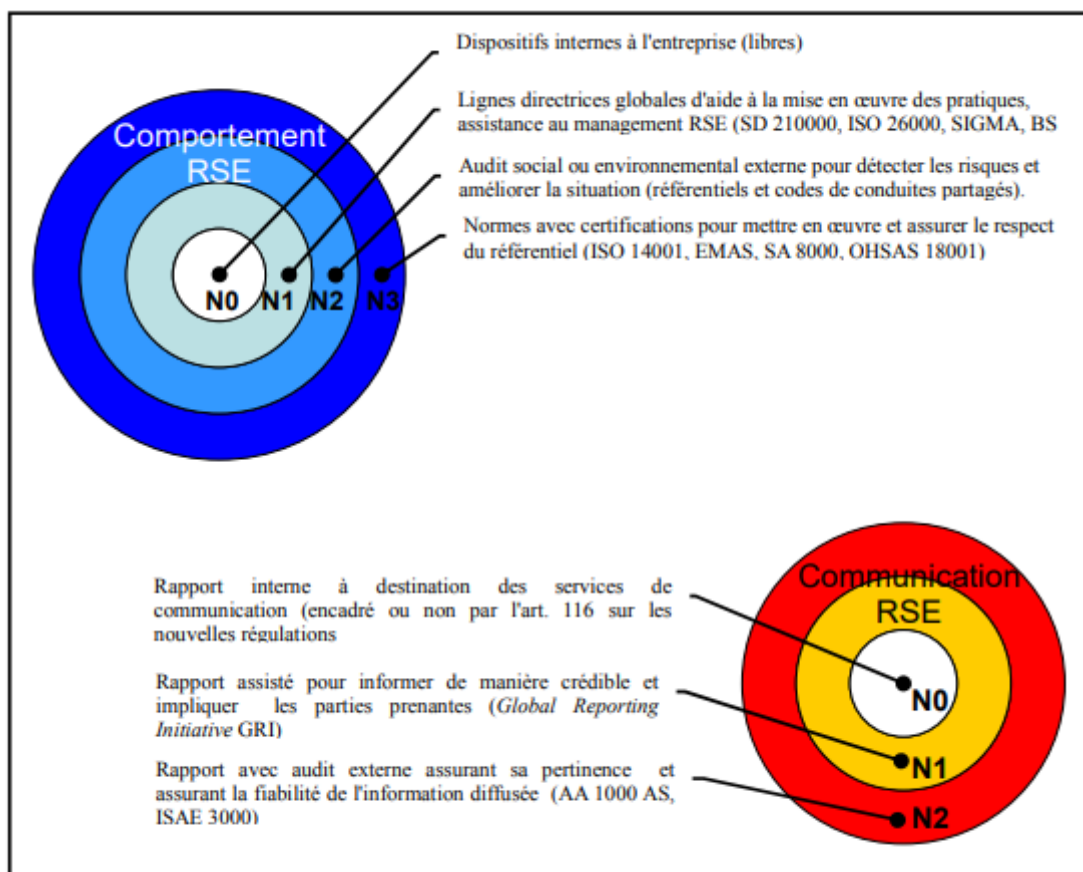 Dispositifs internes à l'entreprise (libres)
Lignes directrices globales d'aide à la mise en œuvre des pratiques,
assistance au management RSE (SD 210000, ISO 26000, SIGMA, BS
Audit social ou environnemental externe pour détecter les risques et
améliorer la situation (référentiels et codes de conduites partagés).
Normes avec certifications pour mettre en œuvre et assurer le respect
du référentiel (ISO 14001, EMAS, SA 8000, OHSAS 18001)
Comportement
RSE
N0
N1
N2
N3
Rapport interne à destination des services de
communication (encadré ou non par l'art. 116 sur les
nouvelles régulations
Rapport assisté pour informer de manière crédible et
impliquer les parties prenantes (Global Reporting
Initiative GRI)
Rapport avec audit externe assurant sa pertinence et
assurant la fiabilité de l'information diffusée (AA 1000 AS,
ISAE 3000)
Communication
RSE
N0
N1
N2